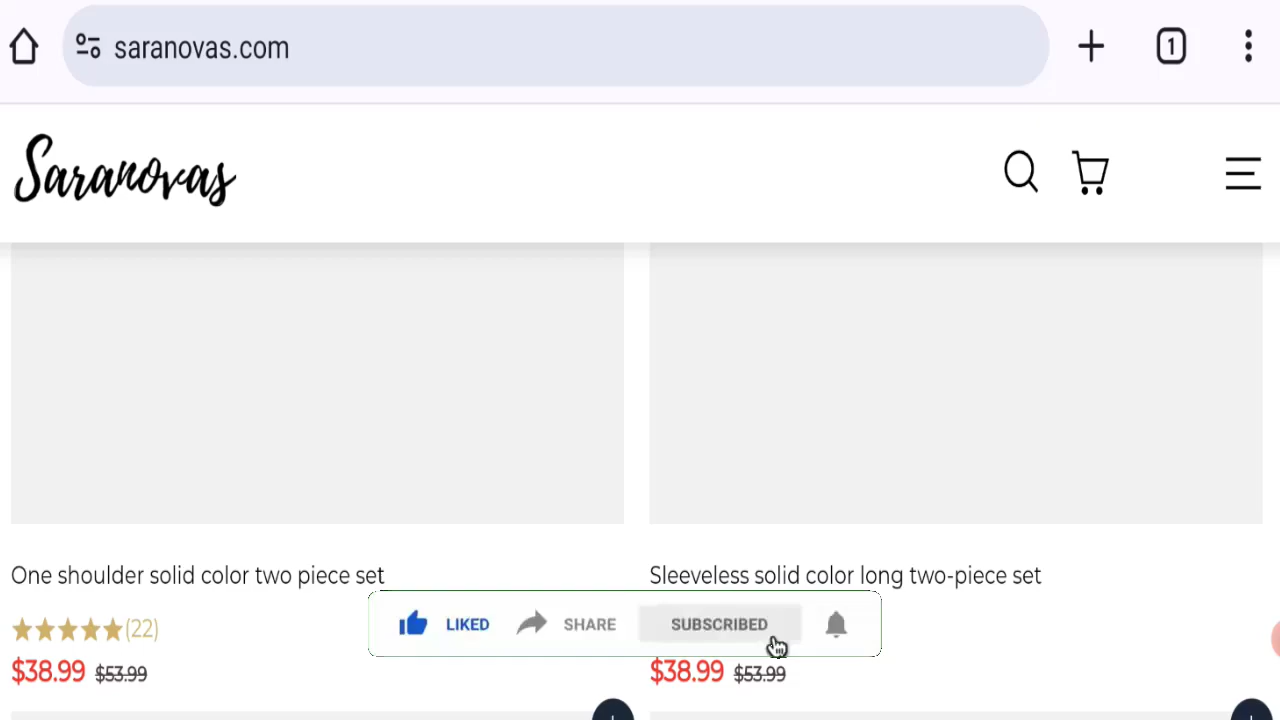 saranovas.com
1
Saranovas
One shoulder solid color two piece set
Sleeveless solid color long two-piece set
(22)
LIKED
SHARE
SUBSCRIBED
$38.99 $53.99
$38.99 $53.99